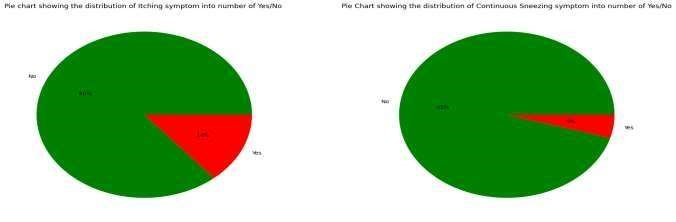 Pie chart showing the distribution of Itching symptom into number of Yes/No
Pie Chart showing the distribution of Continuous Sneezing symptom into number of Yes/No
No
Yes
No
Yes